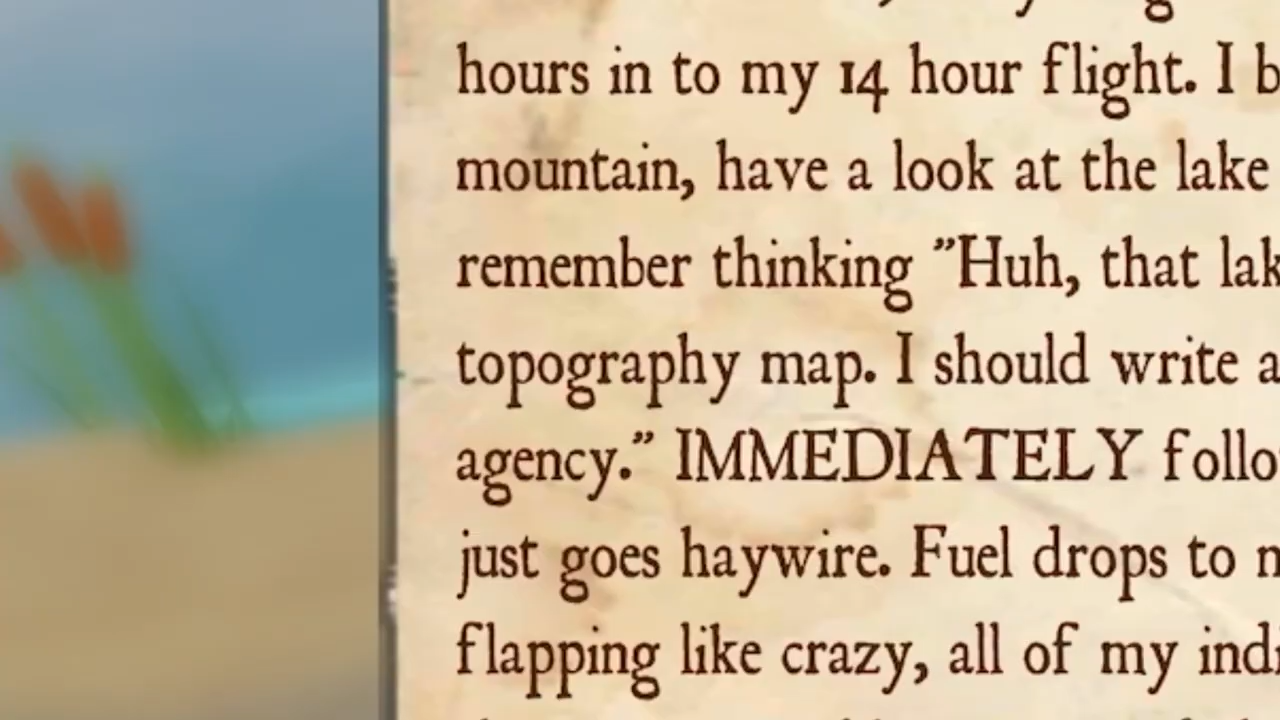 hours in to my 14 hour flight. I
mountain, have a look at the lake
remember thinking "Huh, that
topography map. I should write a
agency." IMMEDIATELY
just goes haywire. Fuel drops to
flapping like crazy, all of my